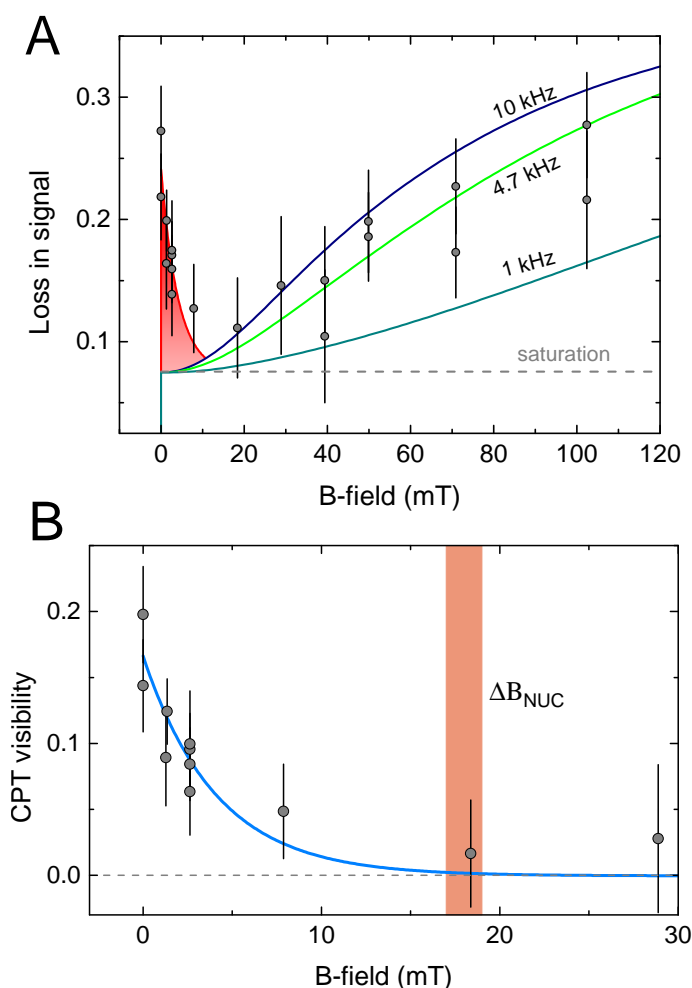 A
Loss in signal
0.3
0.2
0.1
10 kHz
4.7 kHz
1 kHz
saturation
0 20 40 60 80 100 120
B-field (mT)
B
CPT visibility
0.2
0.1
0.0
ΔB_NUC
0 10 20 30
B-field (mT)